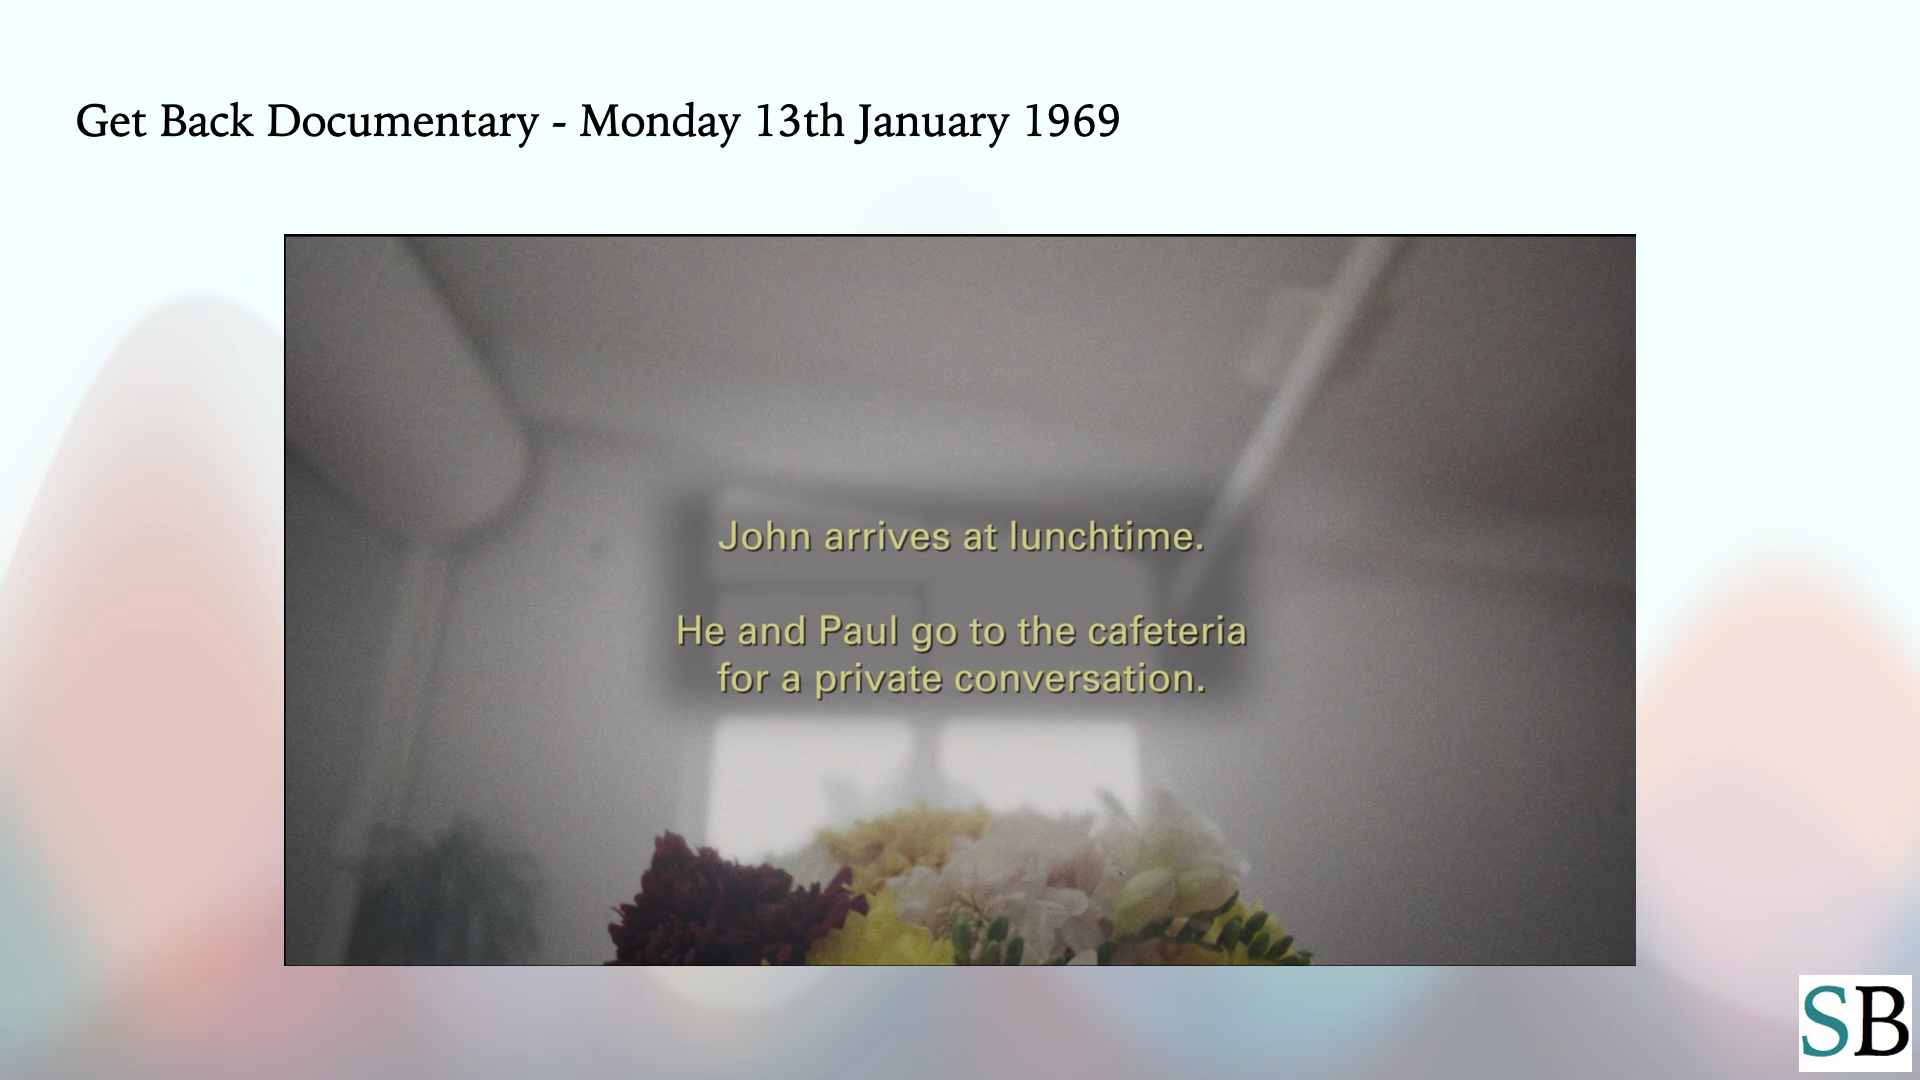 Get Back Documentary - Monday 13th January 1969
John arrives at lunchtime.
He and Paul go to the cafeteria
for a private conversation.
SB